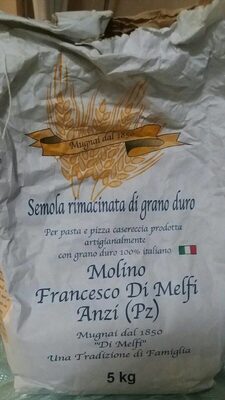 Mugnai dal 1850
Semola rimacinata di grano duro
Per pasta e pizza casereccia prodotta
artigianalmente
con grano duro 100% italiano
Molino
Francesco Di Melfi
Anzi (Pz)
Mugnai dal 1850
"Di Melfi"
Una Tradizione di Famiglia
5 kg